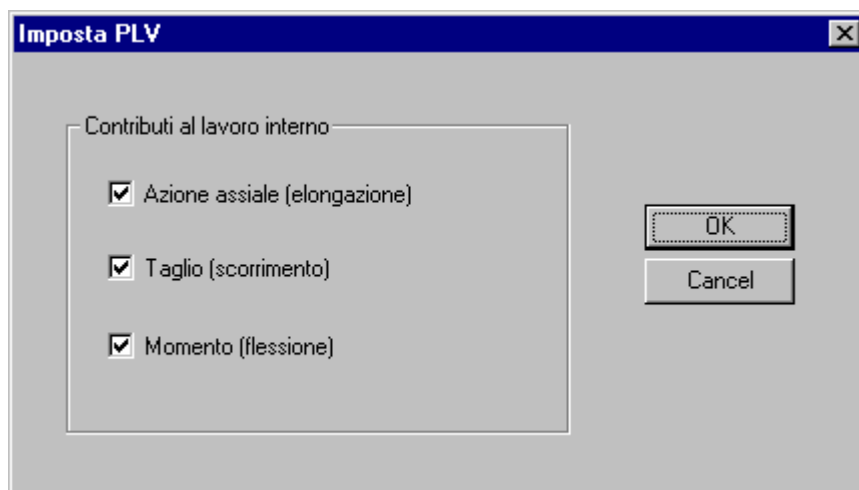 Imposta PLV
Contributi al lavoro interno
Azione assiale (elongazione)
Taglio (scorrimento)
Momento (flessione)
OK
Cancel